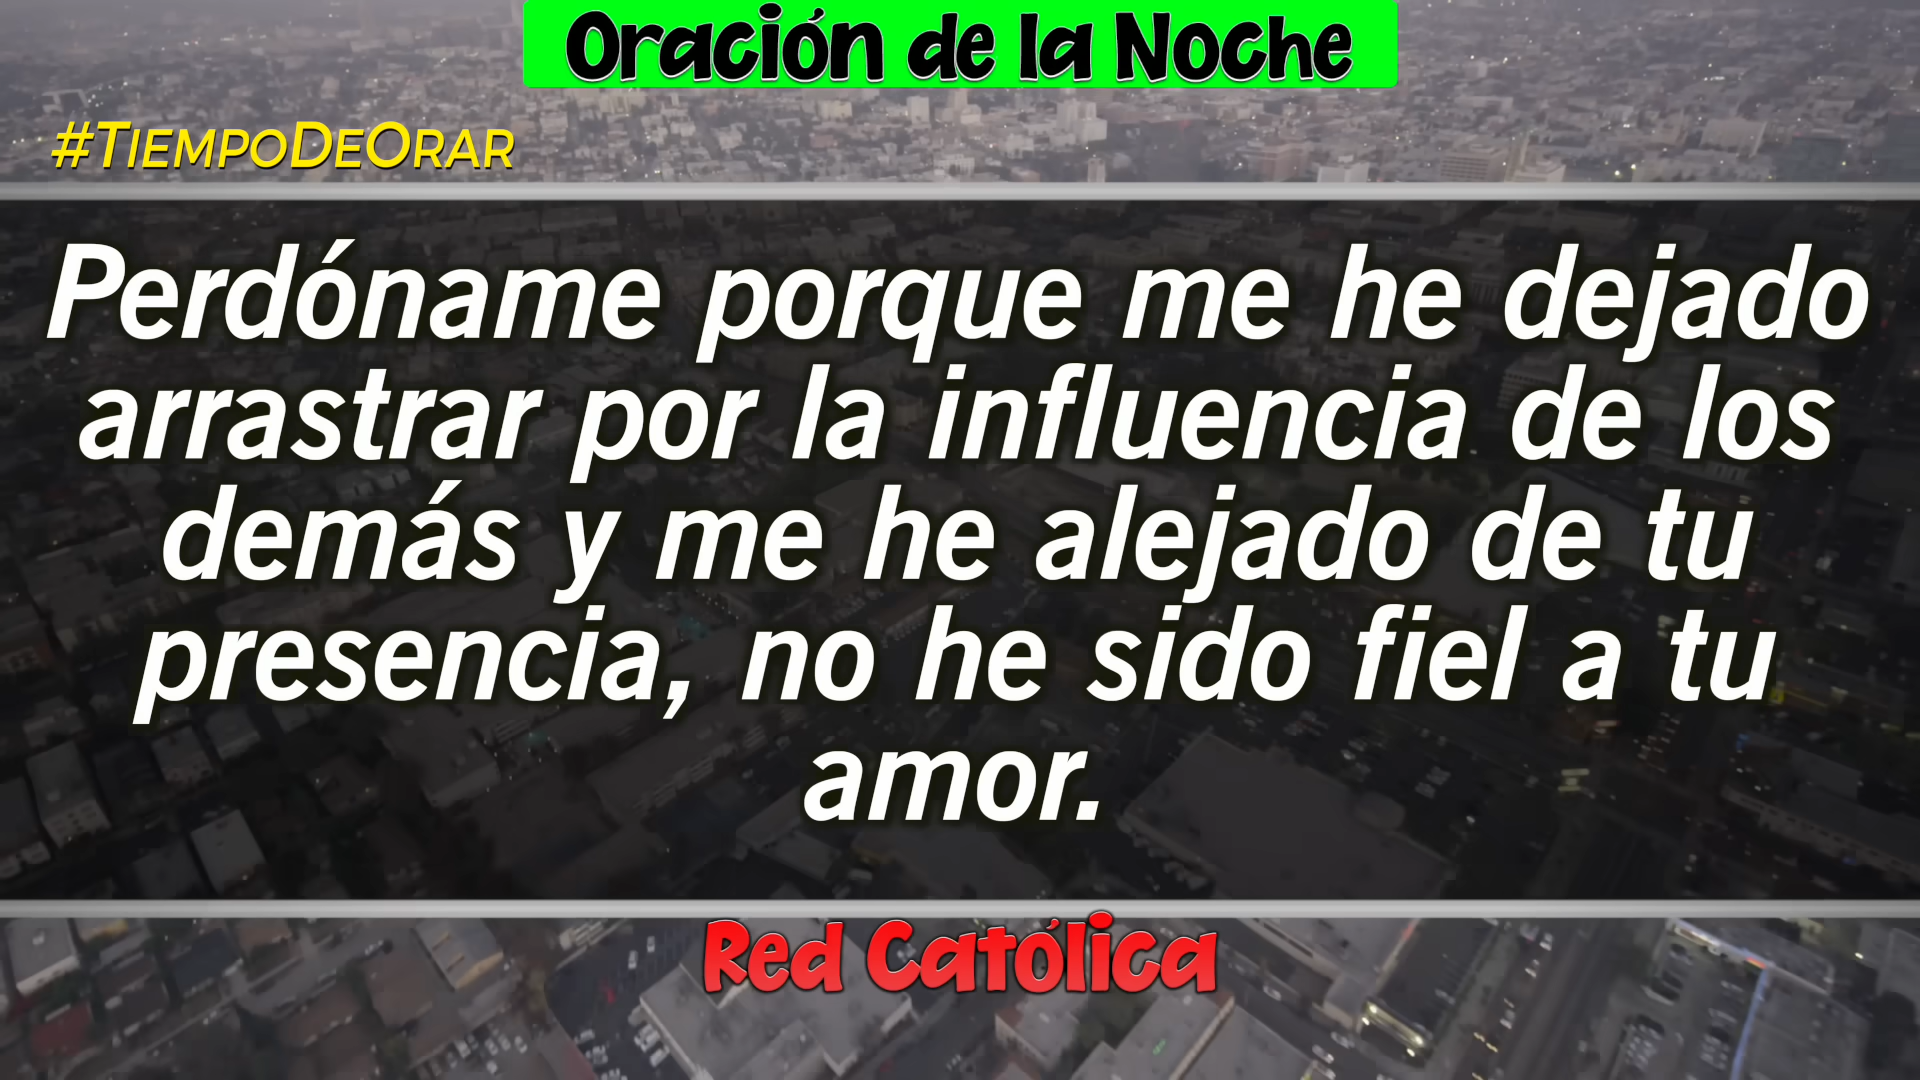 Oración de la Noche
#TiempoDeOrar
Perdóname porque me he dejado
arrastrar por la influencia de los
demás y me he alejado de tu
presencia, no he sido fiel a tu
amor.
Red Católica